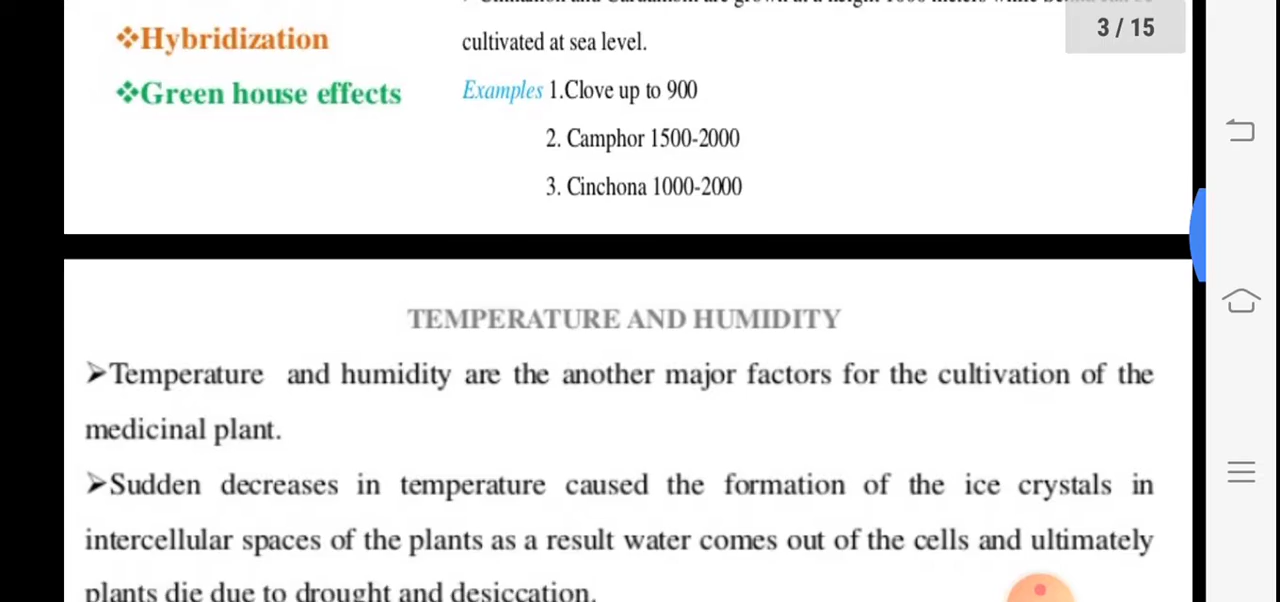 cultivated at sea level.
3 / 15
❖Hybridization
❖Green house effects
Examples 1.Clove up to 900
2. Camphor 1500-2000
3. Cinchona 1000-2000
TEMPERATURE AND HUMIDITY
➤Temperature and humidity are the another major factors for the cultivation of the
medicinal plant.
➤Sudden decreases in temperature caused the formation of the ice crystals in
intercellular spaces of the plants as a result water comes out of the cells and ultimately
plants die due to drought and desiccation.